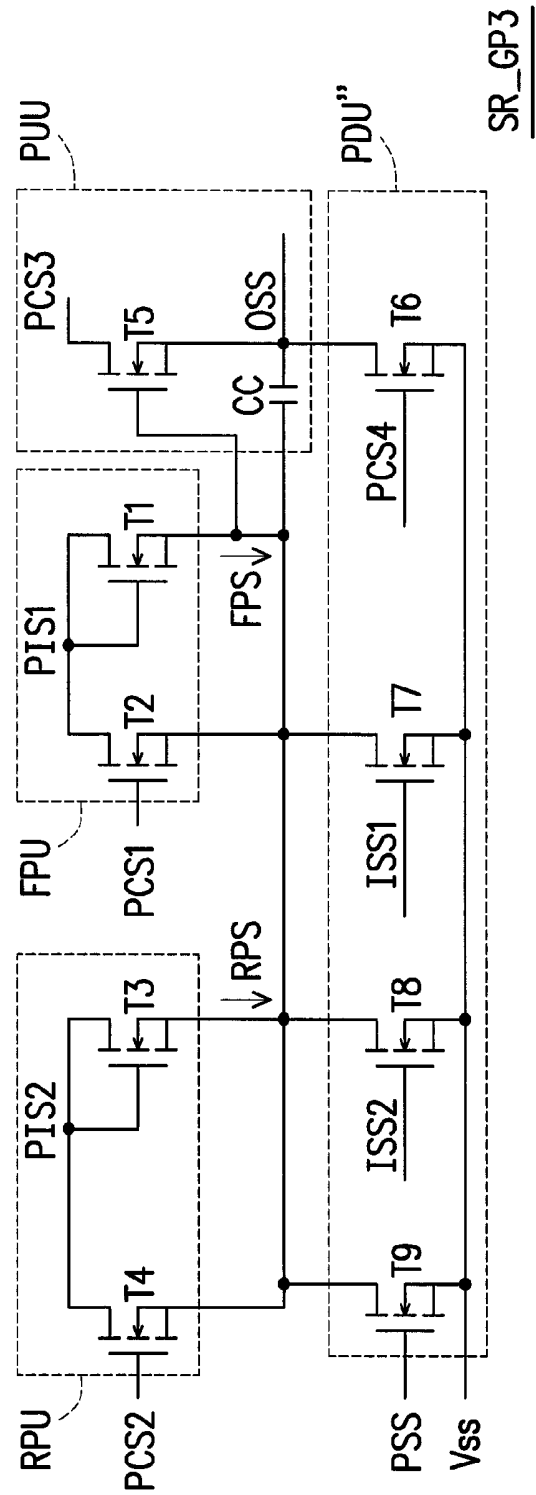 RPU
FPU
PUU
PIS2
PIS1
PCS3
T4
T3
T2
T1
T5
PCS2
PCS1
RPS
FPS
CC
OSS
PDU”
T9
T8
T7
T6
PSS
ISS2
ISS1
PCS4
Vss
SR_GP3